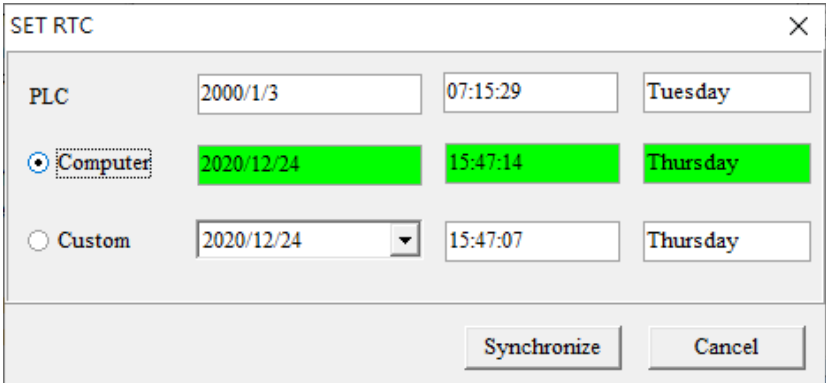 SET RTC
PLC 2000/1/3 07:15:29 Tuesday
Computer 2020/12/24 15:47:14 Thursday
Custom 2020/12/24 15:47:07 Thursday
Synchronize Cancel